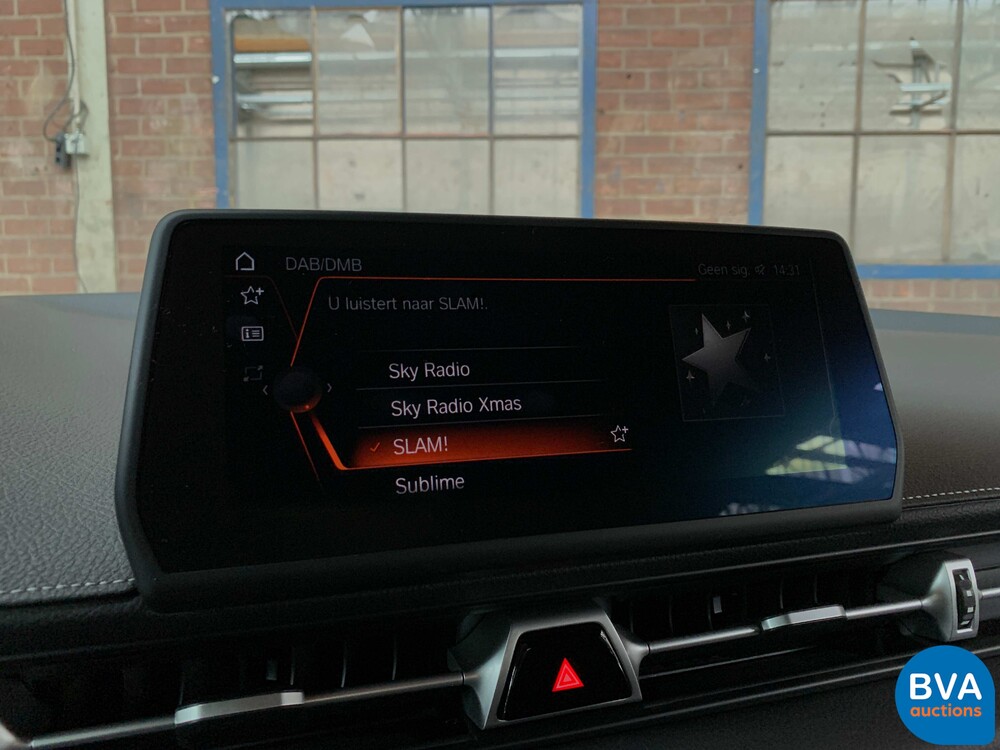 DAB/DMB
Geen sig. 14:31
U luistert naar SLAM!.
Sky Radio
Sky Radio Xmas
SLAM!
Sublime
BVA
auctions